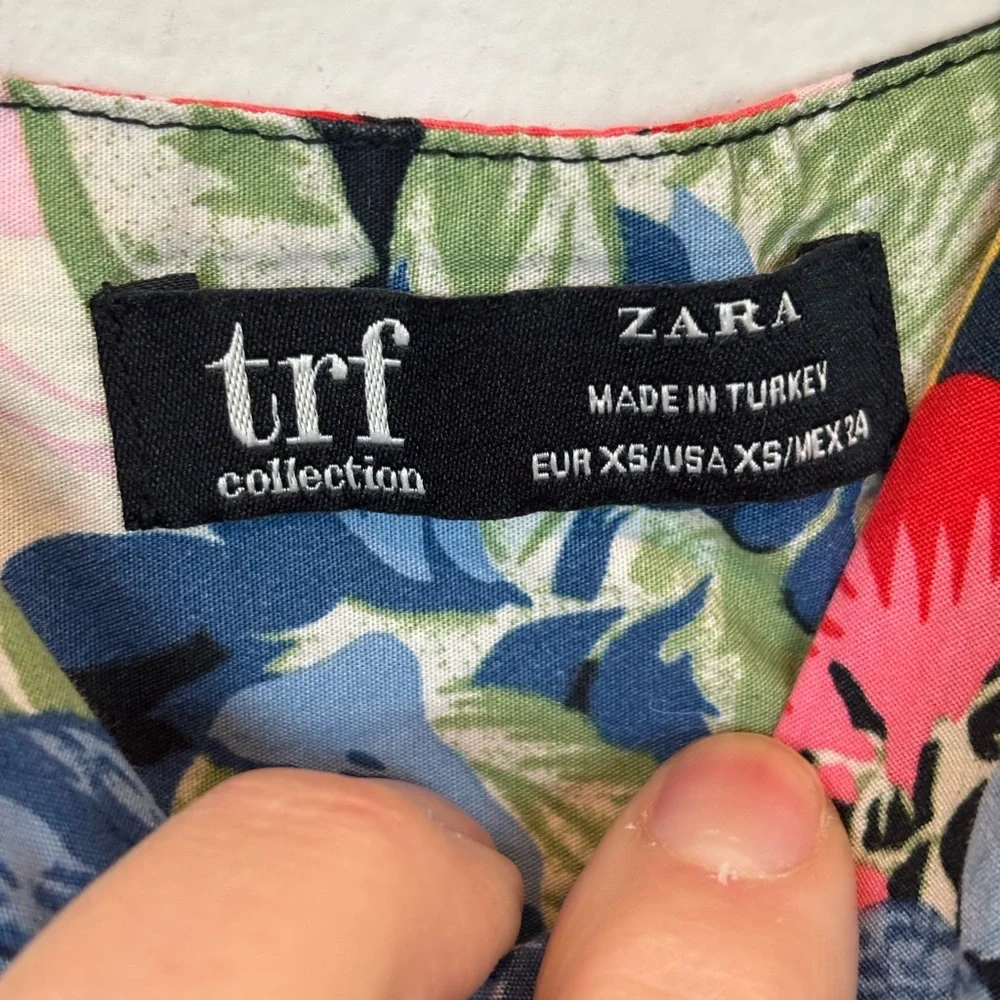 trf
collection
ZARA
MADE IN TURKEY
EUR XS/USA XS/MEX 24